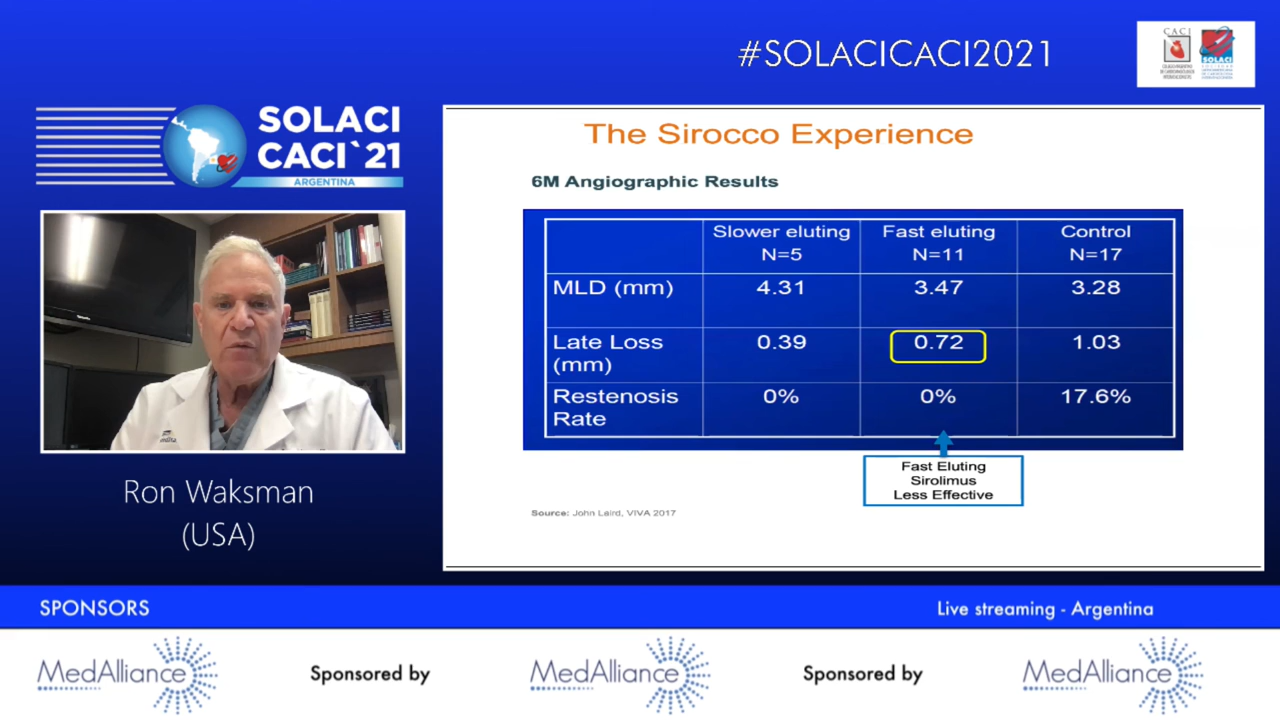 #SOLACICACI2021
CACI
SOLACI
SOLACI
CACI`21
ARGENTINA
The Sirocco Experience
6M Angiographic Results
Slower eluting N=5
Fast eluting N=11
Control N=17
MLD (mm) 4.31 3.47 3.28
Late Loss (mm) 0.39 0.72 1.03
Restenosis Rate 0% 0% 17.6%
Fast Eluting
Sirolimus
Less Effective
Source: John Laird, VIVA 2017
Ron Waksman
(USA)
SPONSORS
Live streaming - Argentina
MedAlliance
Sponsored by
MedAlliance
Sponsored by
MedAlliance